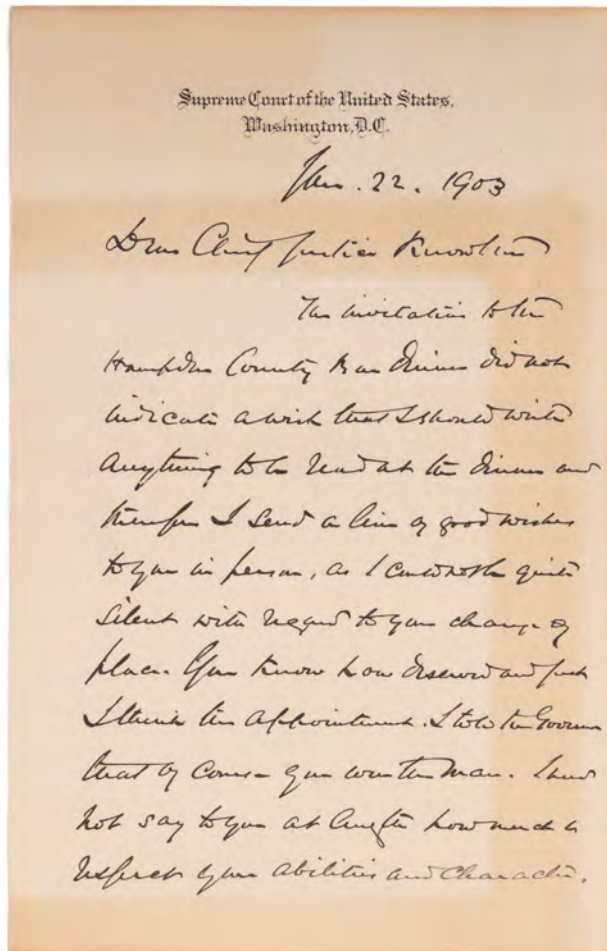 Supreme Court of the United States,
Washington, D.C.
Jan. 22. 1903
Dear Chief Justice Knowlton
The invitation to the
Hampden County Bar Dinner did not
indicate a wish that I should write
anything to be read at the dinner and
therefore I send a line of good wishes
to you in person, as I could not be quite
silent with regard to your change of
place. You know how deserved and just
I think the appointment. I told the Governor
that of course you were the man. I need
not say to you at length how much I
respect your abilities and character.